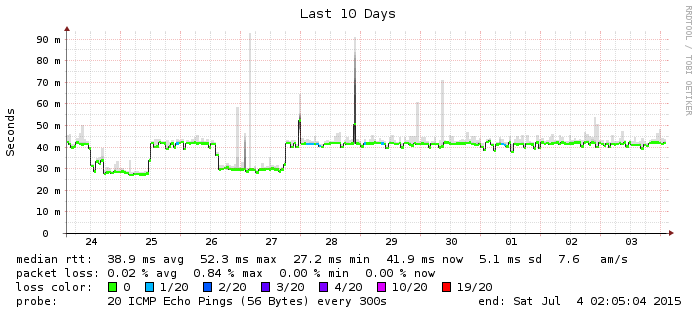 Last 10 Days
RRDTOOL / TOBI OETIKER
Seconds
90 m
80 m
70 m
60 m
50 m
40 m
30 m
20 m
10 m
0
24 25 26 27 28 29 30 01 02 03
median rtt: 38.9 ms avg 52.3 ms max 27.2 ms min 41.9 ms now 5.1 ms sd 7.6 am/s
packet loss: 0.02 % avg 0.84 % max 0.00 % min 0.00 % now
loss color: 0 1/20 2/20 3/20 4/20 10/20 19/20
probe: 20 ICMP Echo Pings (56 Bytes) every 300s end: Sat Jul 4 02:05:04 2015